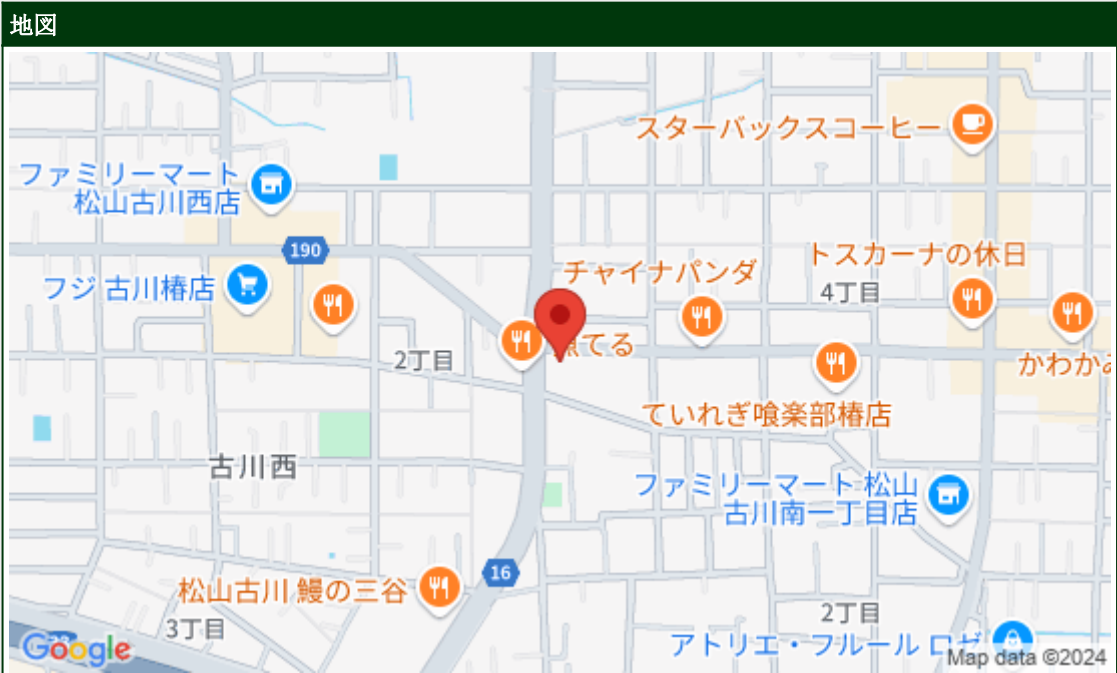 地図
スターバックスコーヒー
ファミリーマート
松山古川西店
190
トスカーナの休日
チャイナパンダ
フジ 古川椿店
4丁目
てる
2丁目
かわかみ
ていれぎ喰楽部椿店
古川西
ファミリーマート 松山
古川南一丁目店
16
松山古川 鰻の三谷
2丁目
3丁目
アトリエ・フルール ロゼ
Google
Map data ©2024